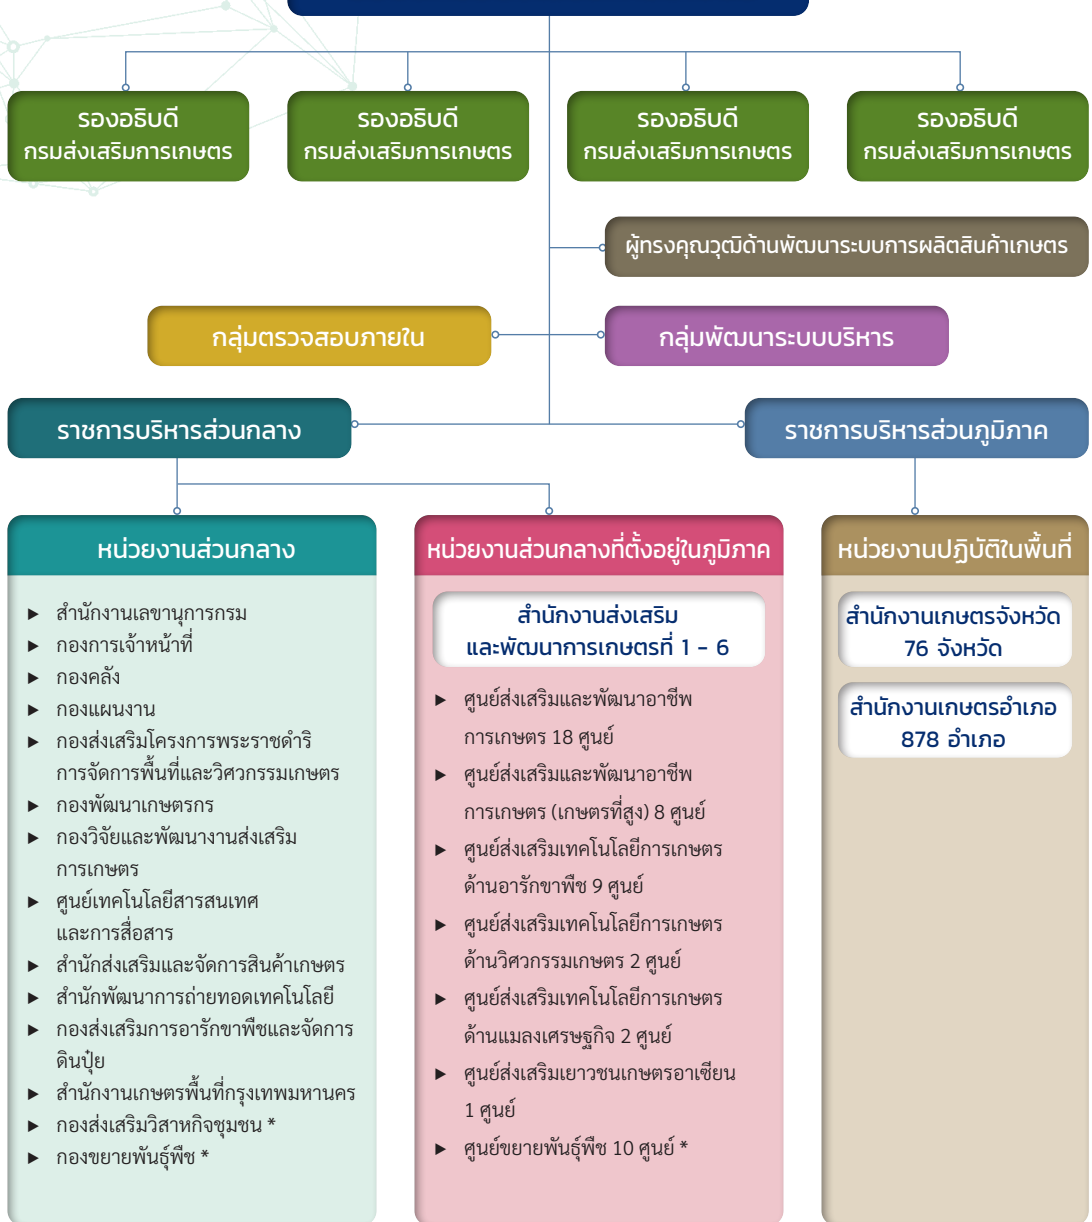 รองอธิบดี
กรมส่งเสริมการเกษตร
รองอธิบดี
กรมส่งเสริมการเกษตร
รองอธิบดี
กรมส่งเสริมการเกษตร
รองอธิบดี
กรมส่งเสริมการเกษตร
ผู้ทรงคุณวุฒิด้านพัฒนาระบบการผลิตสินค้าเกษตร
กลุ่มตรวจสอบภายใน
กลุ่มพัฒนาระบบบริหาร
ราชการบริหารส่วนกลาง
ราชการบริหารส่วนภูมิภาค
หน่วยงานส่วนกลาง
► สำนักงานเลขานุการกรม
► กองการเจ้าหน้าที่
► กองคลัง
► กองแผนงาน
► กองส่งเสริมโครงการพระราชดำริ
การจัดการพื้นที่และวิศวกรรมเกษตร
► กองพัฒนาเกษตรกร
► กองวิจัยและพัฒนางานส่งเสริม
การเกษตร
► ศูนย์เทคโนโลยีสารสนเทศ
และการสื่อสาร
► สำนักส่งเสริมและจัดการสินค้าเกษตร
► สำนักพัฒนาการถ่ายทอดเทคโนโลยี
► กองส่งเสริมการอารักขาพืชและจัดการ
ดินปุ๋ย
► สำนักงานเกษตรพื้นที่กรุงเทพมหานคร
► กองส่งเสริมวิสาหกิจชุมชน *
► กองขยายพันธุ์พืช *
หน่วยงานส่วนกลางที่ตั้งอยู่ในภูมิภาค
สำนักงานส่งเสริม
และพัฒนาการเกษตรที่ 1 - 6
► ศูนย์ส่งเสริมและพัฒนาอาชีพ
การเกษตร 18 ศูนย์
► ศูนย์ส่งเสริมและพัฒนาอาชีพ
การเกษตร (เกษตรที่สูง) 8 ศูนย์
► ศูนย์ส่งเสริมเทคโนโลยีการเกษตร
ด้านอารักขาพืช 9 ศูนย์
► ศูนย์ส่งเสริมเทคโนโลยีการเกษตร
ด้านวิศวกรรมเกษตร 2 ศูนย์
► ศูนย์ส่งเสริมเทคโนโลยีการเกษตร
ด้านแมลงเศรษฐกิจ 2 ศูนย์
► ศูนย์ส่งเสริมเยาวชนเกษตรอาเซียน
1 ศูนย์
► ศูนย์ขยายพันธุ์พืช 10 ศูนย์ *
หน่วยงานปฏิบัติในพื้นที่
สำนักงานเกษตรจังหวัด
76 จังหวัด
สำนักงานเกษตรอำเภอ
878 อำเภอ